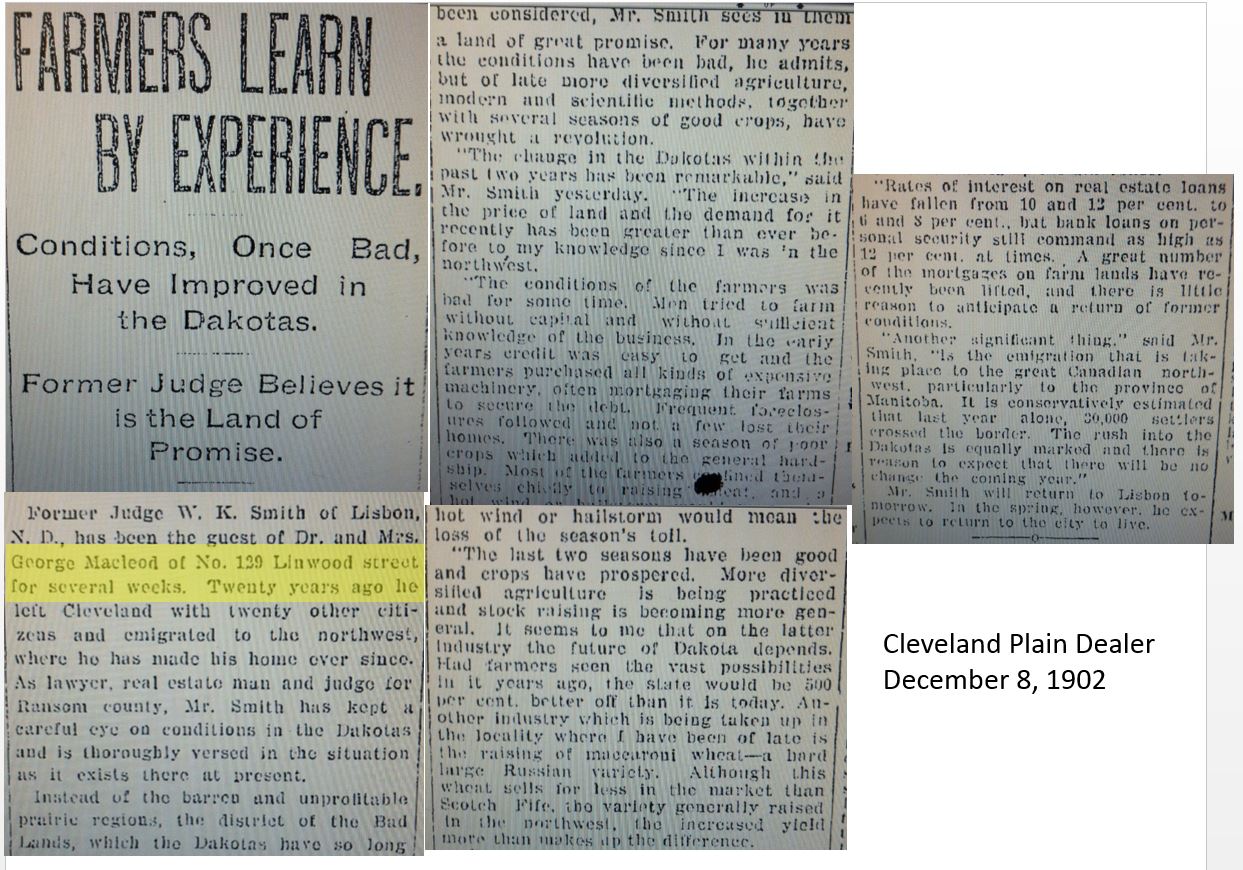 FARMERS LEARN
BY EXPERIENCE.
Conditions, Once Bad,
Have Improved in
the Dakotas.
Former Judge Believes it
is the Land of
Promise.
Former Judge W. K. Smith of Lisbon,
N. D., has been the guest of Dr. and Mrs.
George Macleod of No. 129 Linwood street
for several weeks. Twenty years ago he
left Cleveland with twenty other citi-
zens and emigrated to the northwest,
where he has made his home ever since.
As lawyer, real estate man and judge for
Ransom county, Mr. Smith has kept a
careful eye on conditions in the Dakotas
and is thoroughly versed in the situation
as it exists there at present.
Instead of the barren and unprofitable
prairie regions, the district of the Bad
Lands, which the Dakotas have so long
been considered, Mr. Smith sees in them
a land of great promise. For many years
the conditions have been bad, he admits,
but of late more diversified agriculture,
modern and scientific methods, together
with several seasons of good crops, have
wrought a revolution.
"The change in the Dakotas within the
past two years has been remarkable," said
Mr. Smith yesterday. "The increase in
the price of land and the demand for it
recently has been greater than ever be-
fore to my knowledge since I was 'n the
northwest.
"The conditions of the farmers was
bad for some time. Men tried to farm
without capital and without sufficient
knowledge of the business. In the early
years credit was easy to get and the
farmers purchased all kinds of expensive
machinery, often mortgaging their farms
to secure the debt. Frequent foreclos-
ures followed and not a few lost their
homes. There was also a season of poor
crops which added to the general hard-
ship. Most of the farmers them-
selves chiefly to raising and a
hot wind or hailstorm would mean the
loss of the season's toil.
"The last two seasons have been good
and crops have prospered. More diver-
sified agriculture is being practiced
and stock raising is becoming more gen-
eral. It seems to me that on the latter
industry the future of Dakota depends.
Had farmers seen the vast possibilities
in it years ago, the state would be 500
per cent. better off than it is today. An-
other industry which is being taken up in
the locality where I have been of late is
the raising of maccaroni wheat—a hard
large Russian variety. Although this
wheat sells for less in the market than
Scotch Fife, the variety generally raised
in the northwest, the increased yield
more than makes up the difference.
"Rates of interest on real estate loans
have fallen from 10 and 12 per cent. to
6 and 8 per cent., but bank loans on per-
sonal security still command as high as
12 per cent. at times. A great number
of the mortgages on farm lands have re-
cently been lifted, and there is little
reason to anticipate a return of former
conditions.
"Another significant thing," said Mr.
Smith, "is the emigration that is tak-
ing place to the great Canadian north-
west, particularly to the province of
Manitoba. It is conservatively estimated
that last year alone, 30,000 settlers
crossed the border. The rush into the
Dakotas is equally marked and there is
reason to expect that there will be no
change the coming year."
Mr. Smith will return to Lisbon to-
morrow. In the spring, however, he ex-
pects to return to the city to live.
Cleveland Plain Dealer
December 8, 1902